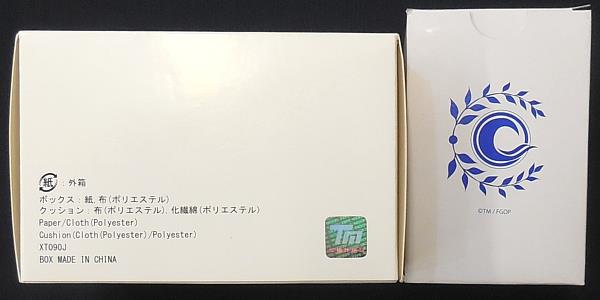 紙:外箱
ボックス:紙,布(ポリエステル)
クッション:布(ポリエステル),化繊綿(ポリエステル)
Paper/Cloth(Polyester)
Cushion(Cloth(Polyester)/Polyester)
XT090J
BOX MADE IN CHINA
©TM / FGOP